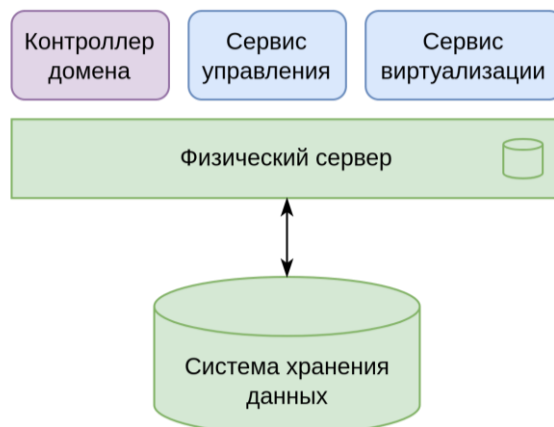 Контроллер
домена
Сервис
управления
Сервис
виртуализации
Физический сервер
Система хранения
данных